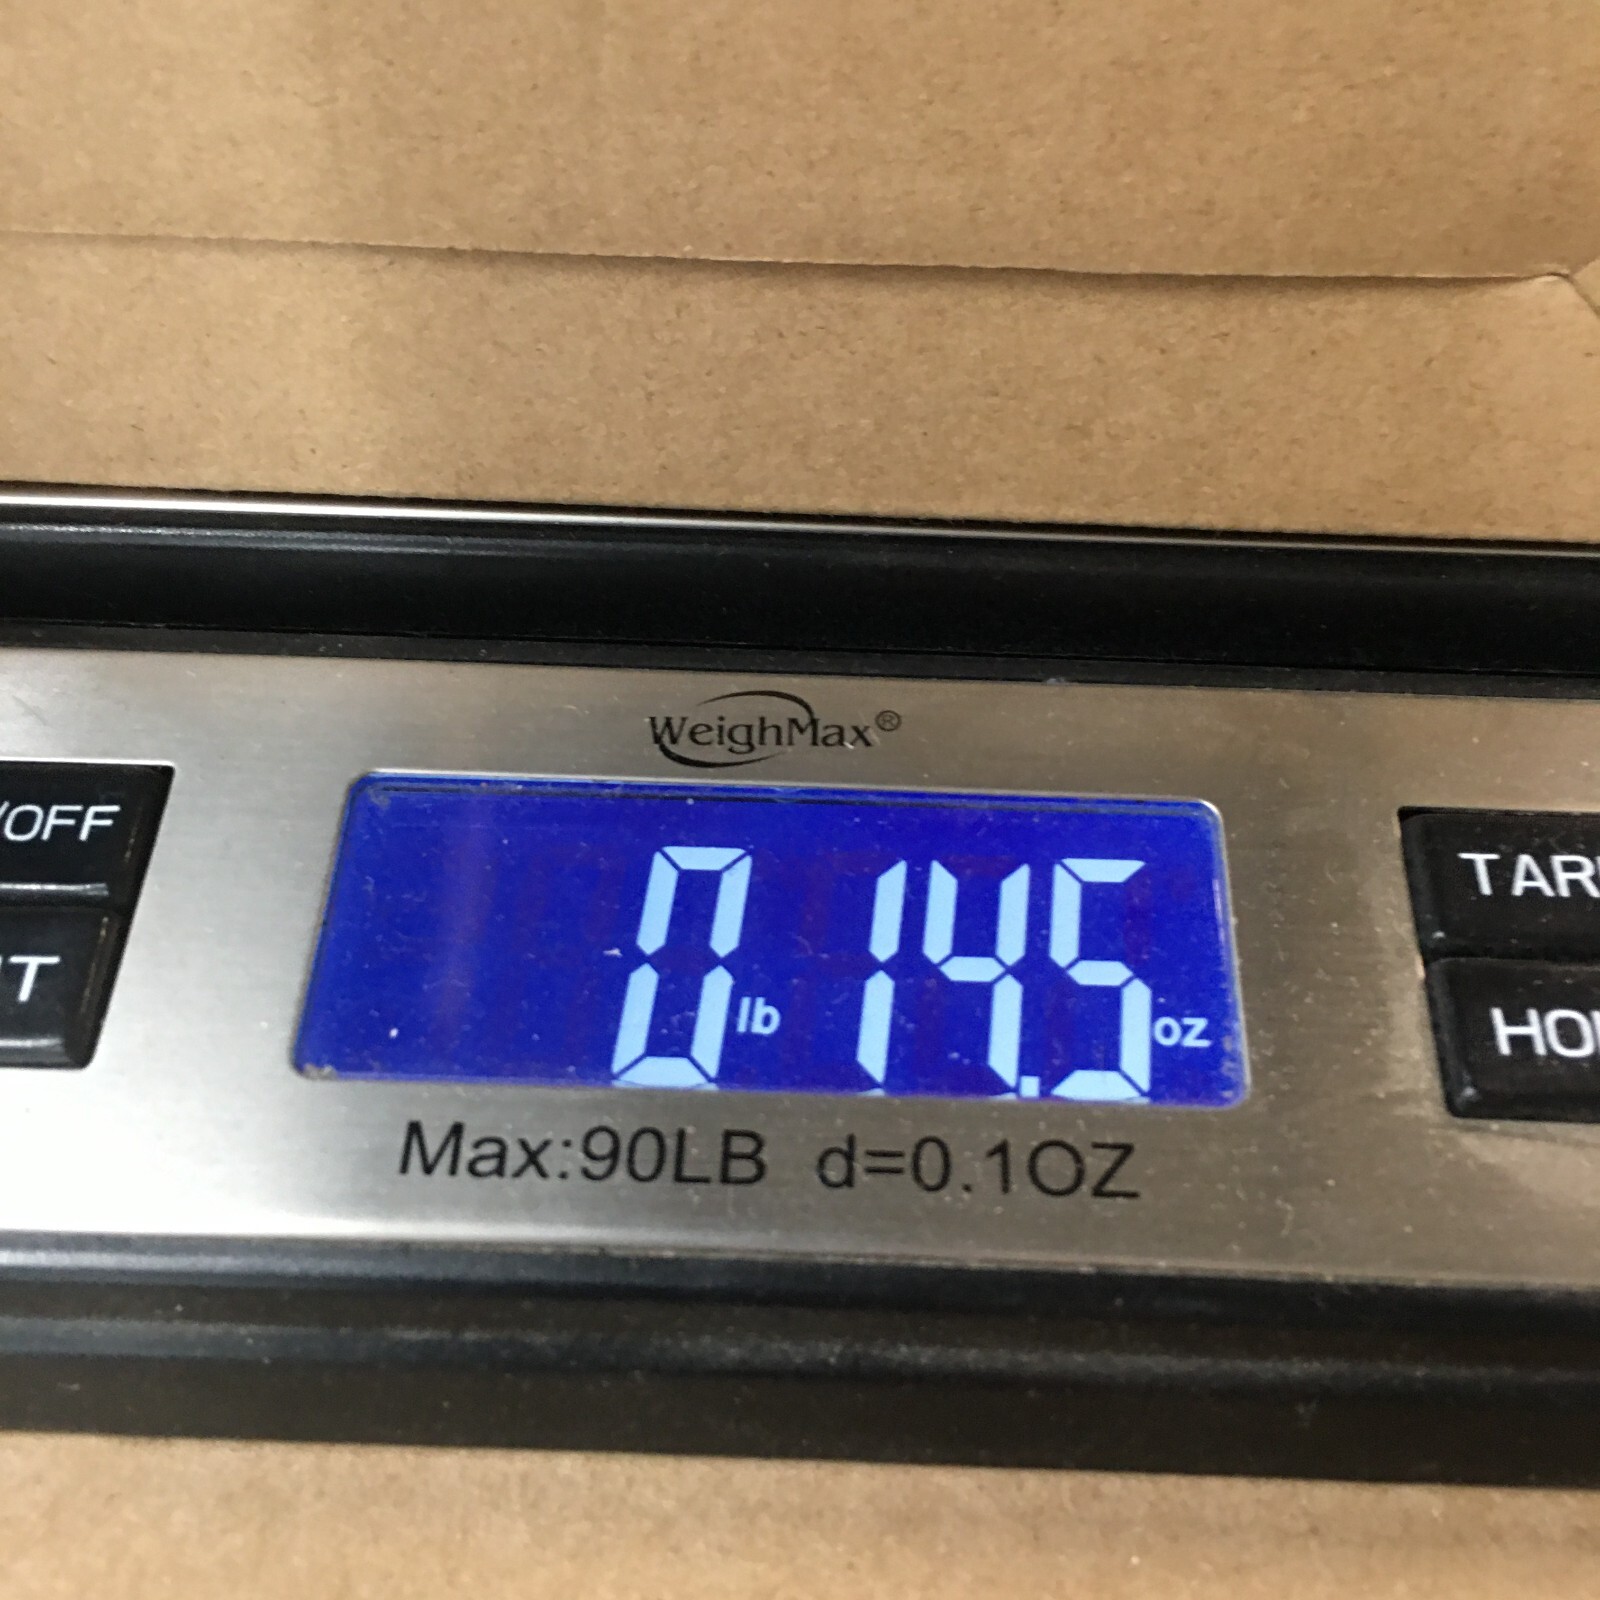 WeighMax®
/OFF
TAR
0 lb 14.5 oz
T
HO
Max:90LB d=0.1OZ